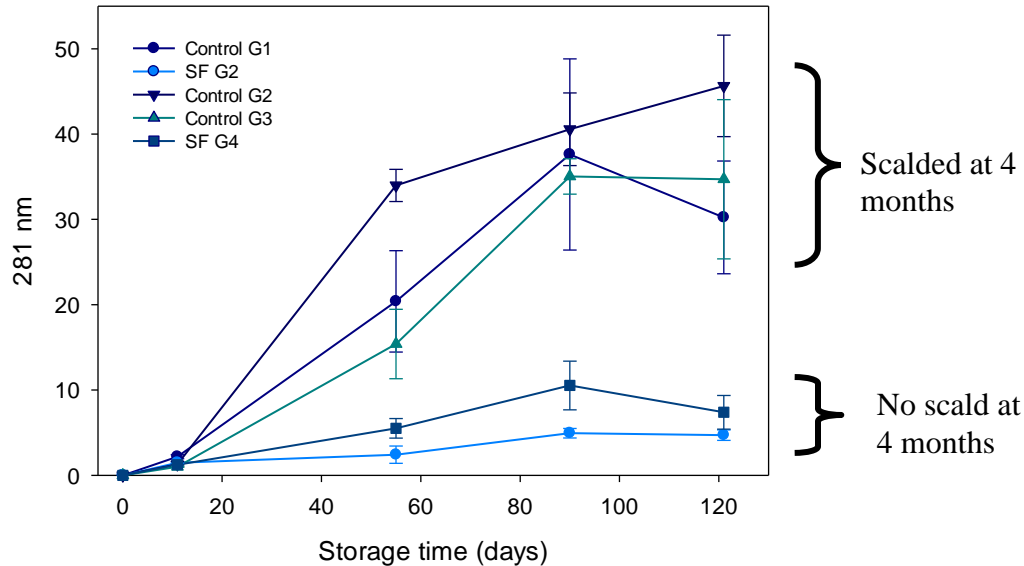 50
40
30
20
10
0
281 nm
Control G1
SF G2
Control G2
Control G3
SF G4
0
20
40
60
80
100
120
Storage time (days)
Scalded at 4
months
No scald at
4 months